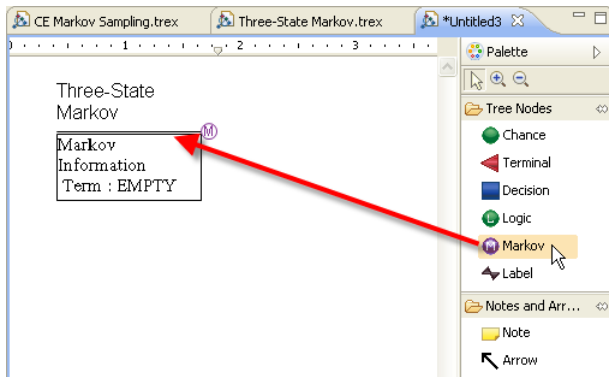 CE Markov Sampling.trex
Three-State Markov.trex
*Untitled3
1 2 3
Palette
Three-State
Markov
M
Markov
Information
Term : EMPTY
Tree Nodes
Chance
Terminal
Decision
L
Logic
M
Markov
Label
Notes and Arr...
Note
Arrow